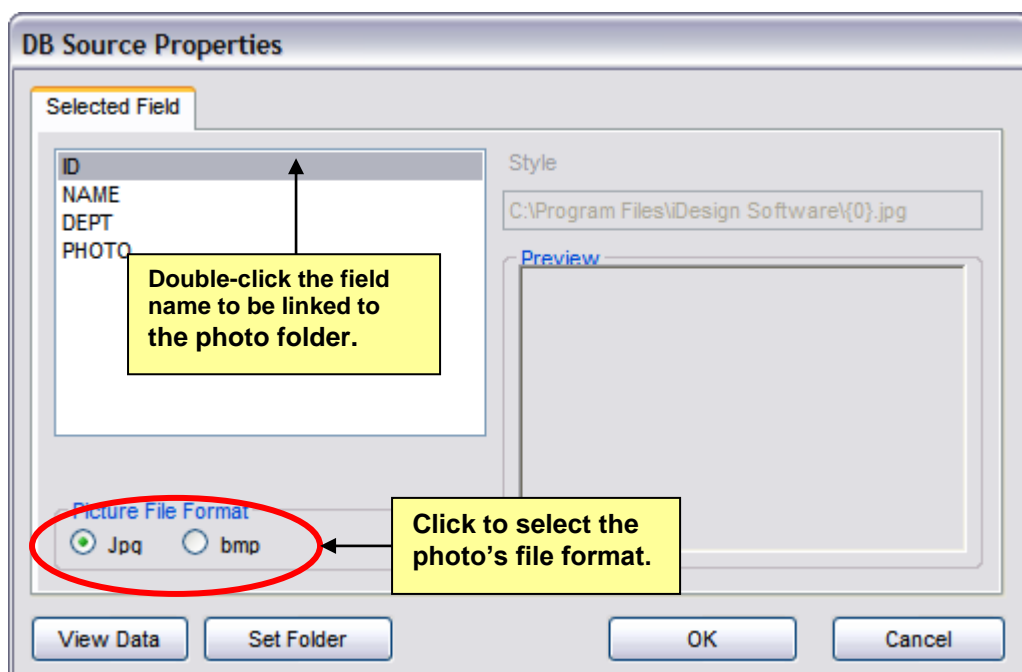 DB Source Properties
Selected Field
ID
NAME
DEPT
PHOTO
Double-click the field
name to be linked to
the photo folder.
Style
C:\Program Files\iDesign Software\{0}.jpg
Preview
Picture File Format
Jpg
bmp
Click to select the
photo’s file format.
View Data
Set Folder
OK
Cancel